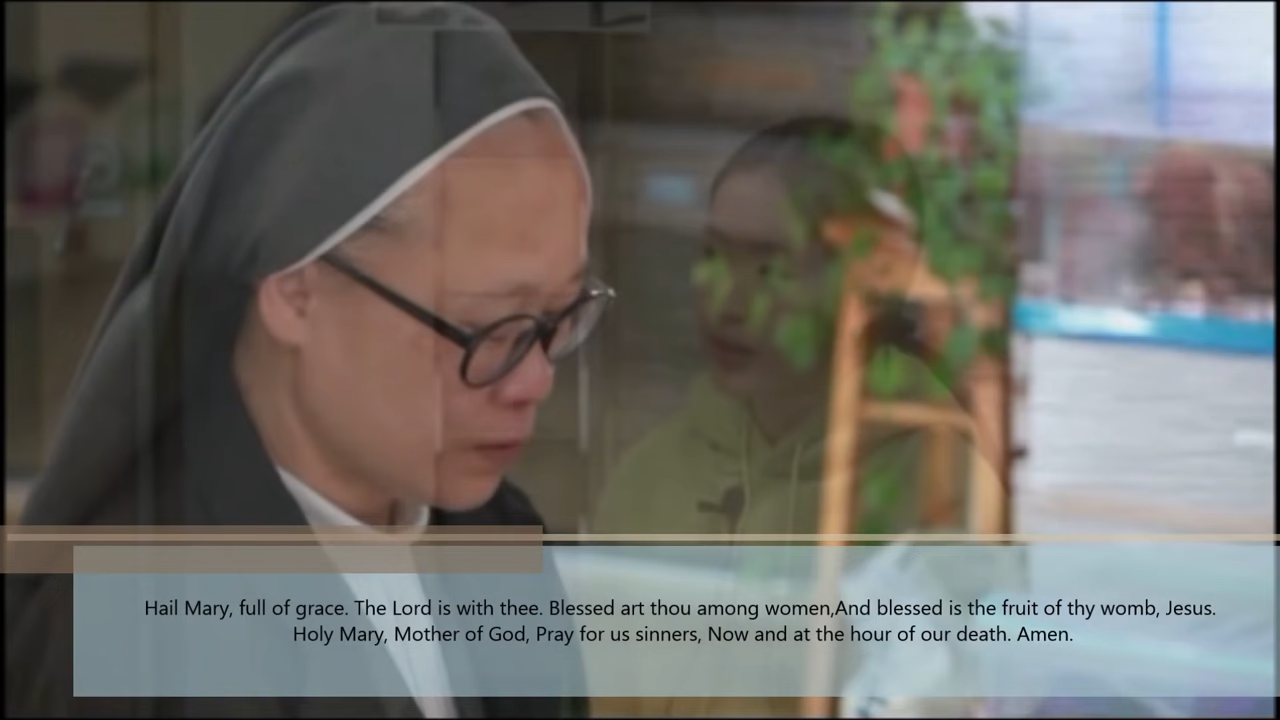 Hail Mary, full of grace. The Lord is with thee. Blessed art thou among women,And blessed is the fruit of thy womb, Jesus.
Holy Mary, Mother of God, Pray for us sinners, Now and at the hour of our death. Amen.